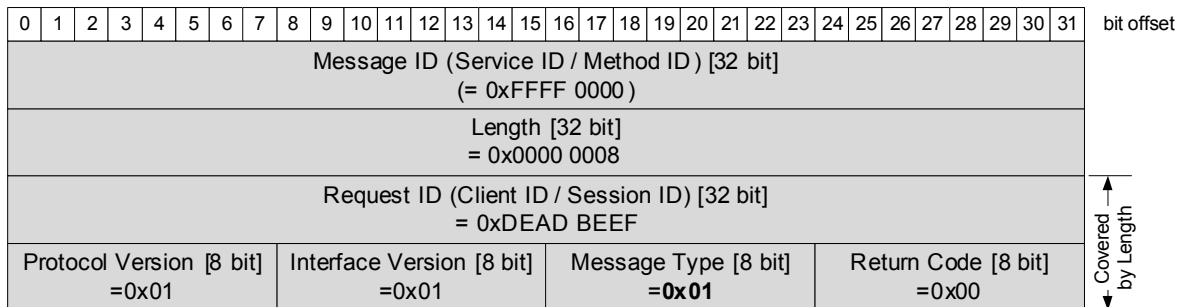 0 1 2 3 4 5 6 7 8 9 10 11 12 13 14 15 16 17 18 19 20 21 22 23 24 25 26 27 28 29 30 31 bit offset
Message ID (Service ID / Method ID) [32 bit]
(= 0xFFFF 0000)
Length [32 bit]
= 0x0000 0008
Request ID (Client ID / Session ID) [32 bit]
= 0xDEAD BEEF
Protocol Version [8 bit] Interface Version [8 bit] Message Type [8 bit] Return Code [8 bit]
=0x01 =0x01 =0x01 =0x00
Covered
by Length